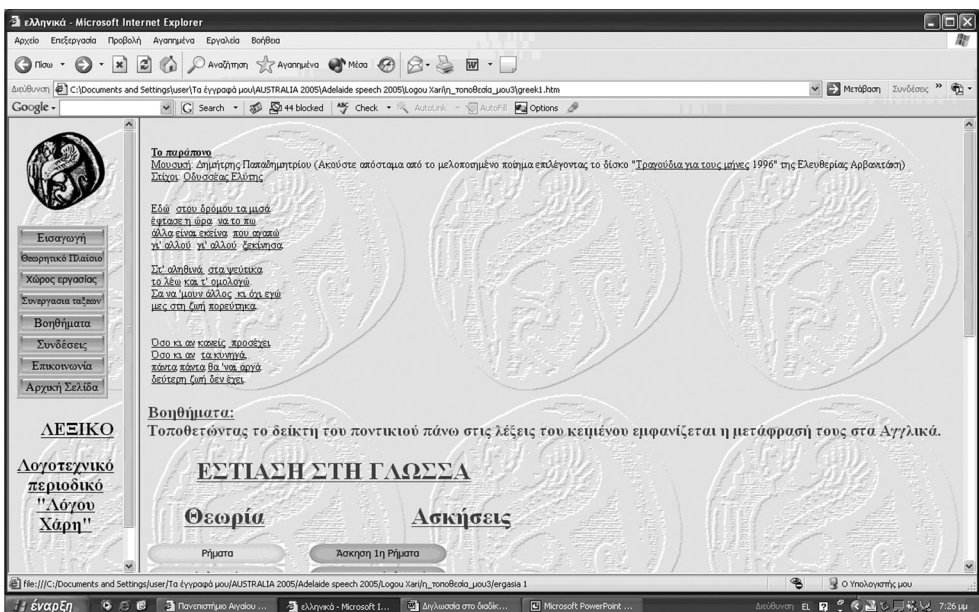 ελληνικά - Microsoft Internet Explorer
Αρχείο Επεξεργασία Προβολή Αγαπημένα Εργαλεία Βοήθεια
Πίσω Αναζήτηση Αγαπημένα Μέσα
Διεύθυνση C:\Documents and Settings\user\Τα έγγραφά μου\AUSTRALIA 2005\Adelaide speech 2005\Logou Xari\η_τοποθεσία_μου3\greek1.htm Μετάβαση Συνδέσεις »
Google Search 44 blocked Check AutoLink AutoFill Options
Εισαγωγή
Θεωρητικό Πλαίσιο
Χώρος εργασίας
Συνεργασια ταξεων
Βοηθήματα
Συνδέσεις
Επικοινωνία
Αρχική Σελίδα
ΛΕΞΙΚΟ
Λογοτεχνικό
περιοδικό
"Λόγου
Χάρη"
Το παράπονο
Μουσική: Δημήτρης Παπαδημητρίου (Ακούστε απόσταμα από το μελοποιημένο ποίημα επιλέγοντας το δίσκο "Τραγούδια για τους μήνες 1996" της Ελευθερίας Αρβανιτάκη)
Στίχοι: Οδυσσέας Ελύτης
Εδώ στου δρόμου τα μισά
έφτασε η ώρα να το πω
άλλα είναι εκείνα που αγαπώ
γι' αλλού γι' αλλού ξεκίνησα
Στ' αληθινά στα ψεύτικα
το λέω και τ' ομολογώ.
Σα να 'μουν άλλος κι όχι εγώ
μες στη ζωή πορεύτηκα
Όσο κι αν κανείς προσέχει
Όσο κι αν τα κυνηγά,
πάντα πάντα θα 'ναι αργά
δεύτερη ζωή δεν έχει.
Βοηθήματα:
Τοποθετώντας το δείκτη του ποντικιού πάνω στις λέξεις του κειμένου εμφανίζεται η μετάφρασή τους στα Αγγλικά.
ΕΣΤΙΑΣΗ ΣΤΗ ΓΛΩΣΣΑ
Θεωρία Ασκήσεις
Ρήματα Άσκηση 1η Ρήματα
file:///C:/Documents and Settings/user/Τα έγγραφά μου/AUSTRALIA 2005/Adelaide speech 2005/Logou Xari/η_τοποθεσία_μου3/ergasia 1 Ο Υπολογιστής μου
έναρξη Πανεπιστήμιο Αιγαίου ... ελληνικά - Microsoft I... Διγλωσσία στο διαδίκ... Microsoft PowerPoint ... Διεύθυνση EL 7:26 μμ